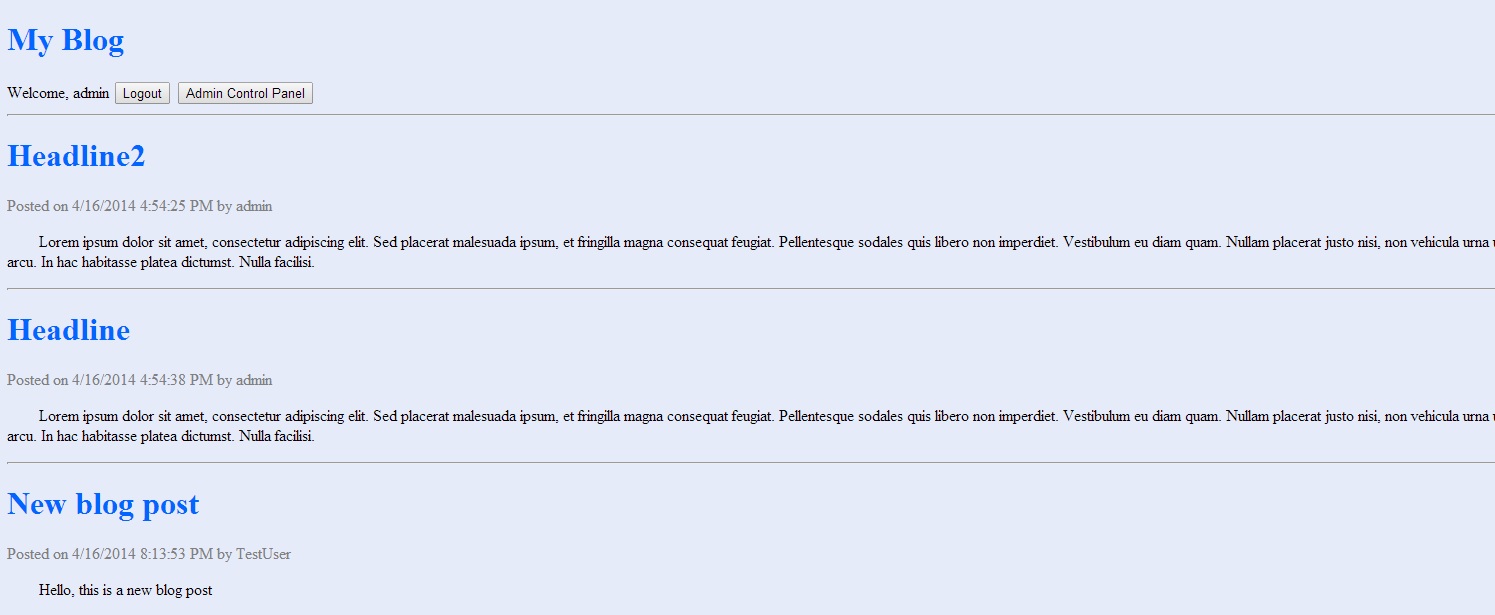 My Blog
Welcome, admin Logout Admin Control Panel
Headline2
Posted on 4/16/2014 4:54:25 PM by admin
Lorem ipsum dolor sit amet, consectetur adipiscing elit. Sed placerat malesuada ipsum, et fringilla magna consequat feugiat. Pellentesque sodales quis libero non imperdiet. Vestibulum eu diam quam. Nullam placerat justo nisi, non vehicula urna
arcu. In hac habitasse platea dictumst. Nulla facilisi.
Headline
Posted on 4/16/2014 4:54:38 PM by admin
Lorem ipsum dolor sit amet, consectetur adipiscing elit. Sed placerat malesuada ipsum, et fringilla magna consequat feugiat. Pellentesque sodales quis libero non imperdiet. Vestibulum eu diam quam. Nullam placerat justo nisi, non vehicula urna
arcu. In hac habitasse platea dictumst. Nulla facilisi.
New blog post
Posted on 4/16/2014 8:13:53 PM by TestUser
Hello, this is a new blog post